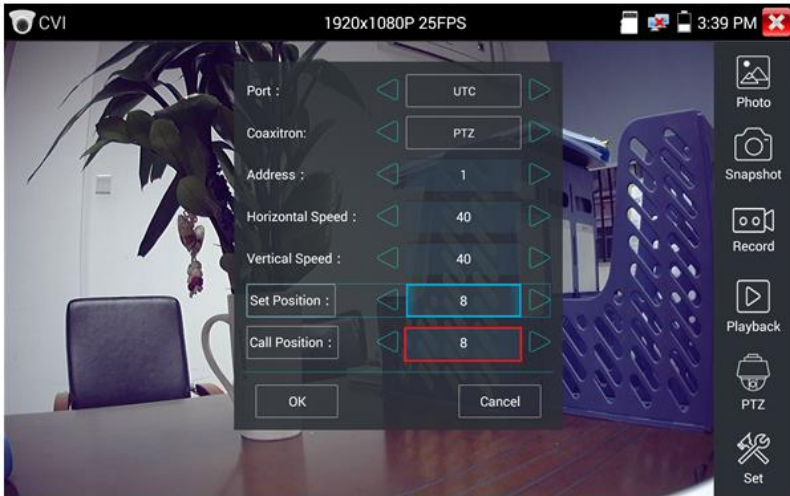 CVI 1920x1080P 25FPS 3:39 PM
Port : UTC
Coaxitron: PTZ
Address : 1
Horizontal Speed : 40
Vertical Speed : 40
Set Position : 8
Call Position : 8
OK Cancel
Photo
Snapshot
Record
Playback
PTZ
Set